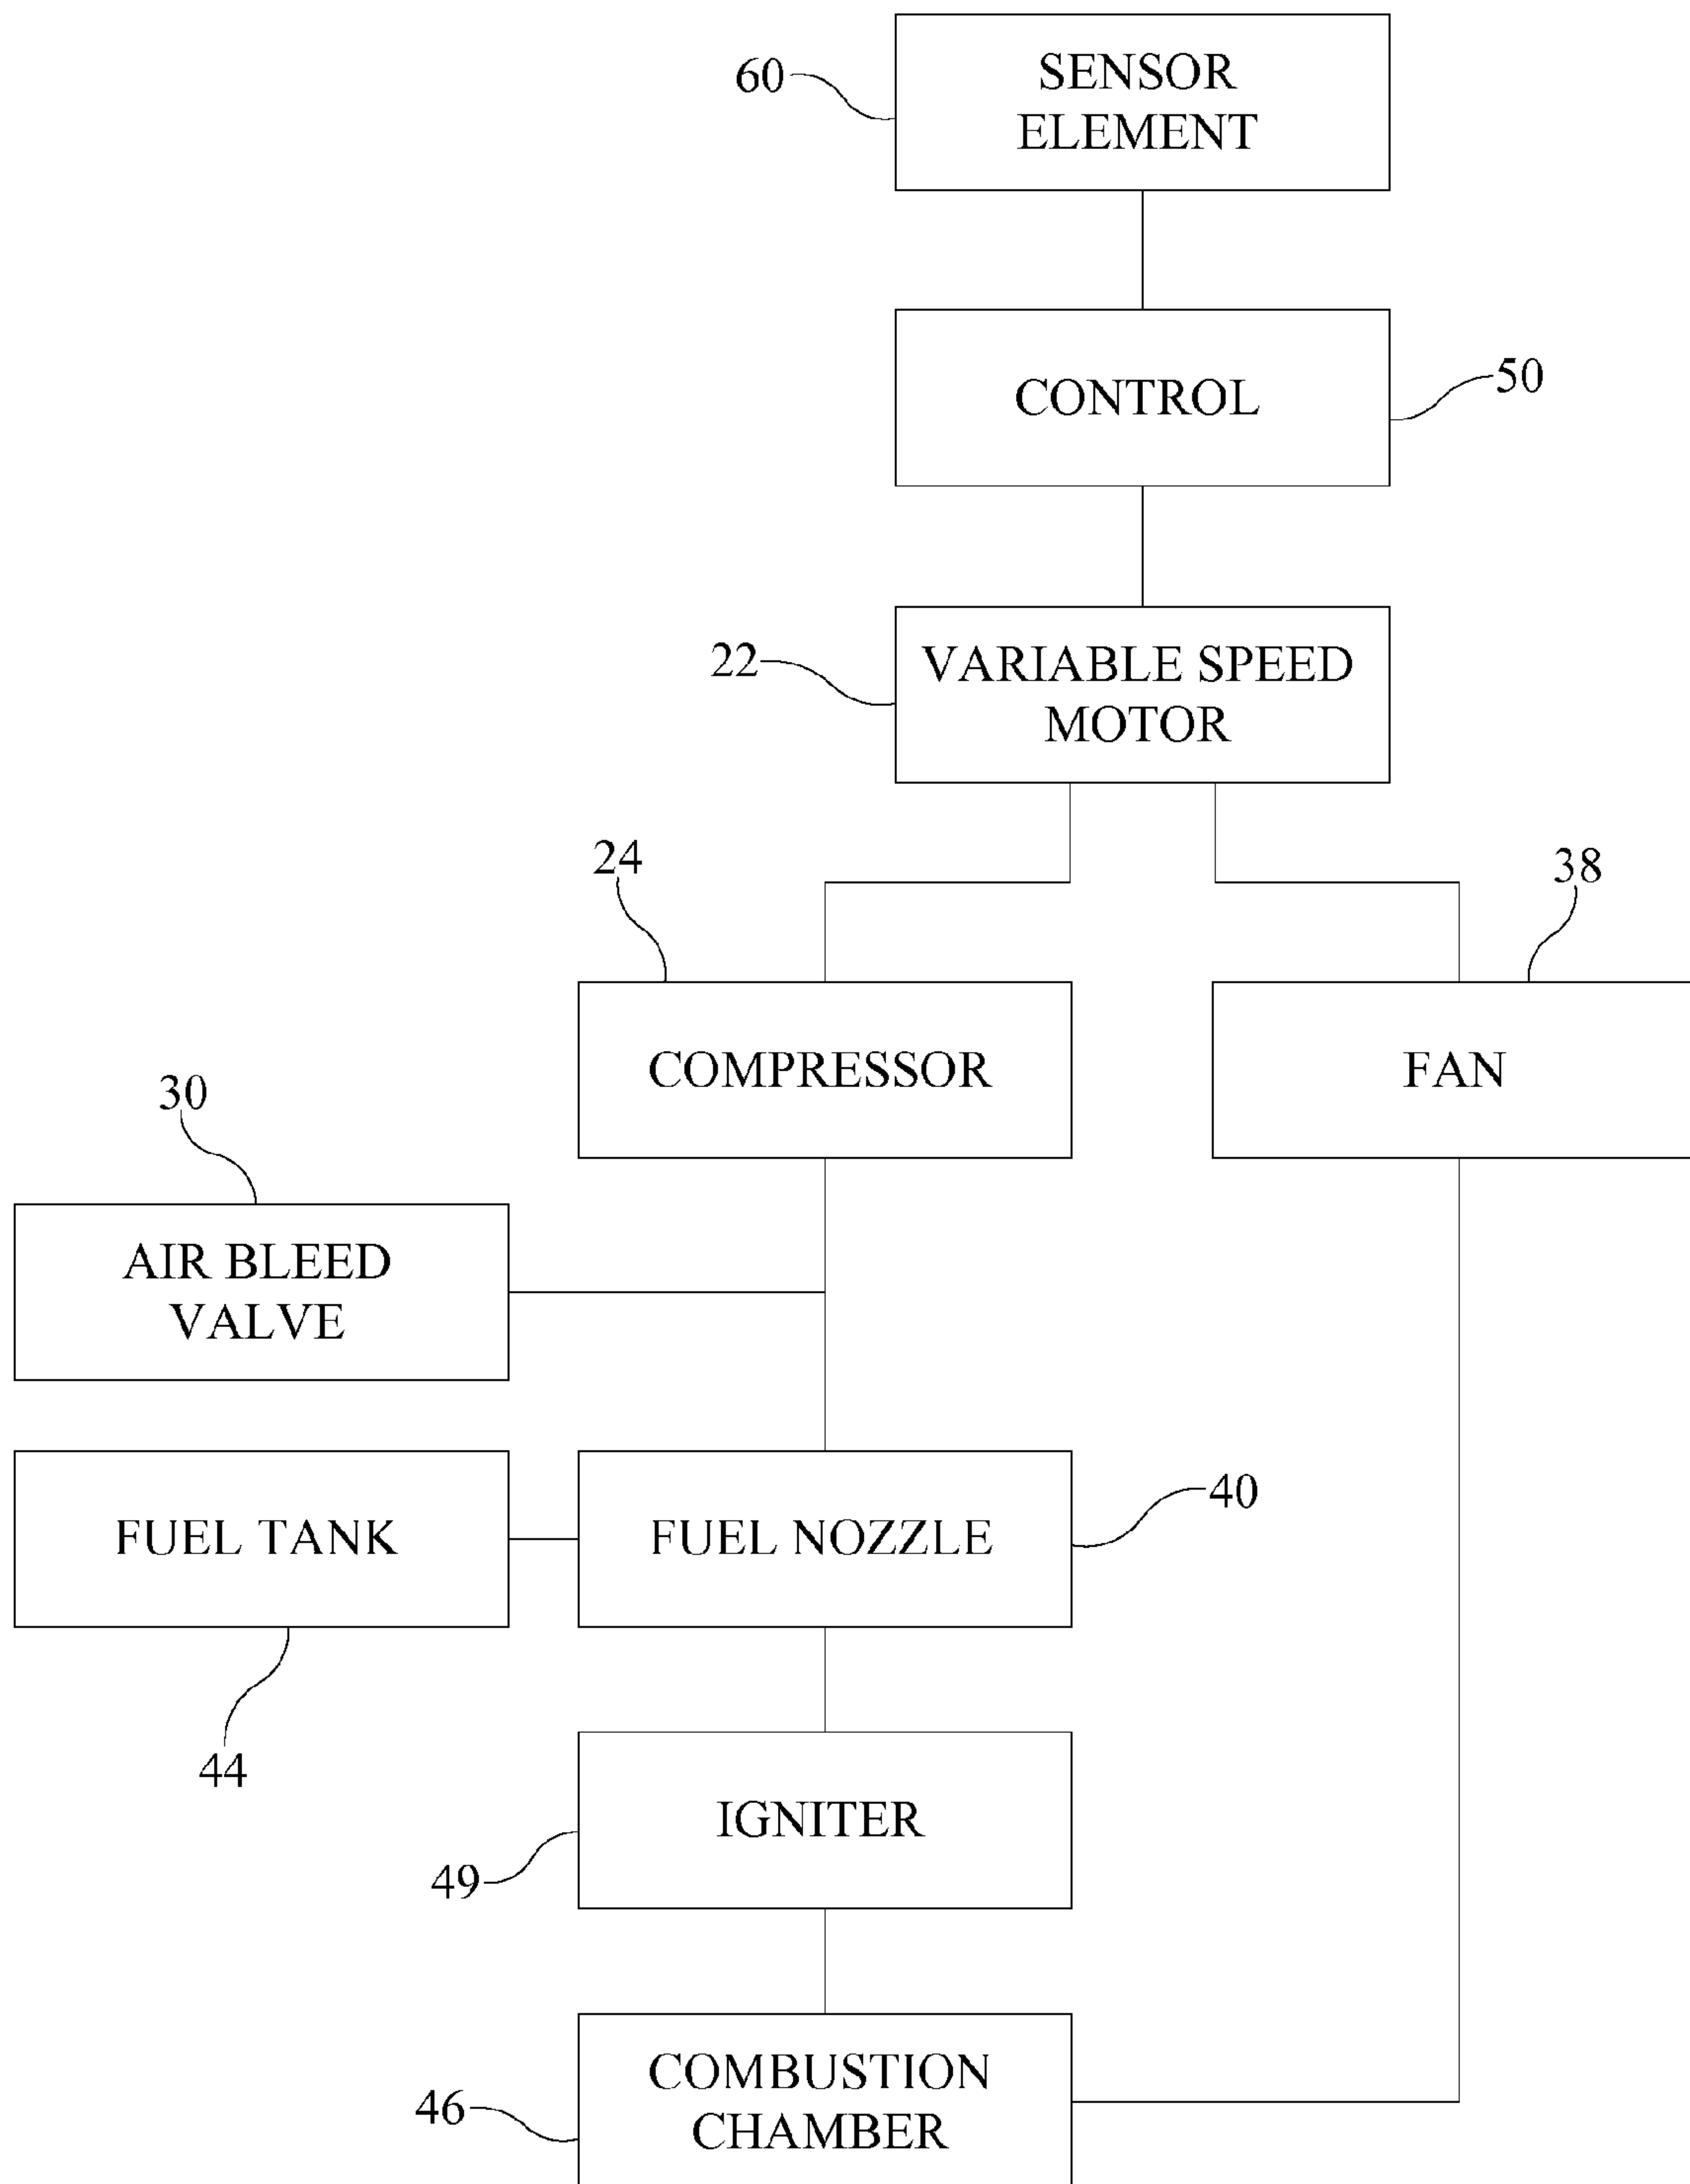 60
SENSOR
ELEMENT
CONTROL
50
22
VARIABLE SPEED
MOTOR
24
38
COMPRESSOR
FAN
30
AIR BLEED
VALVE
FUEL TANK
FUEL NOZZLE
40
44
IGNITER
49
COMBUSTION
CHAMBER
46